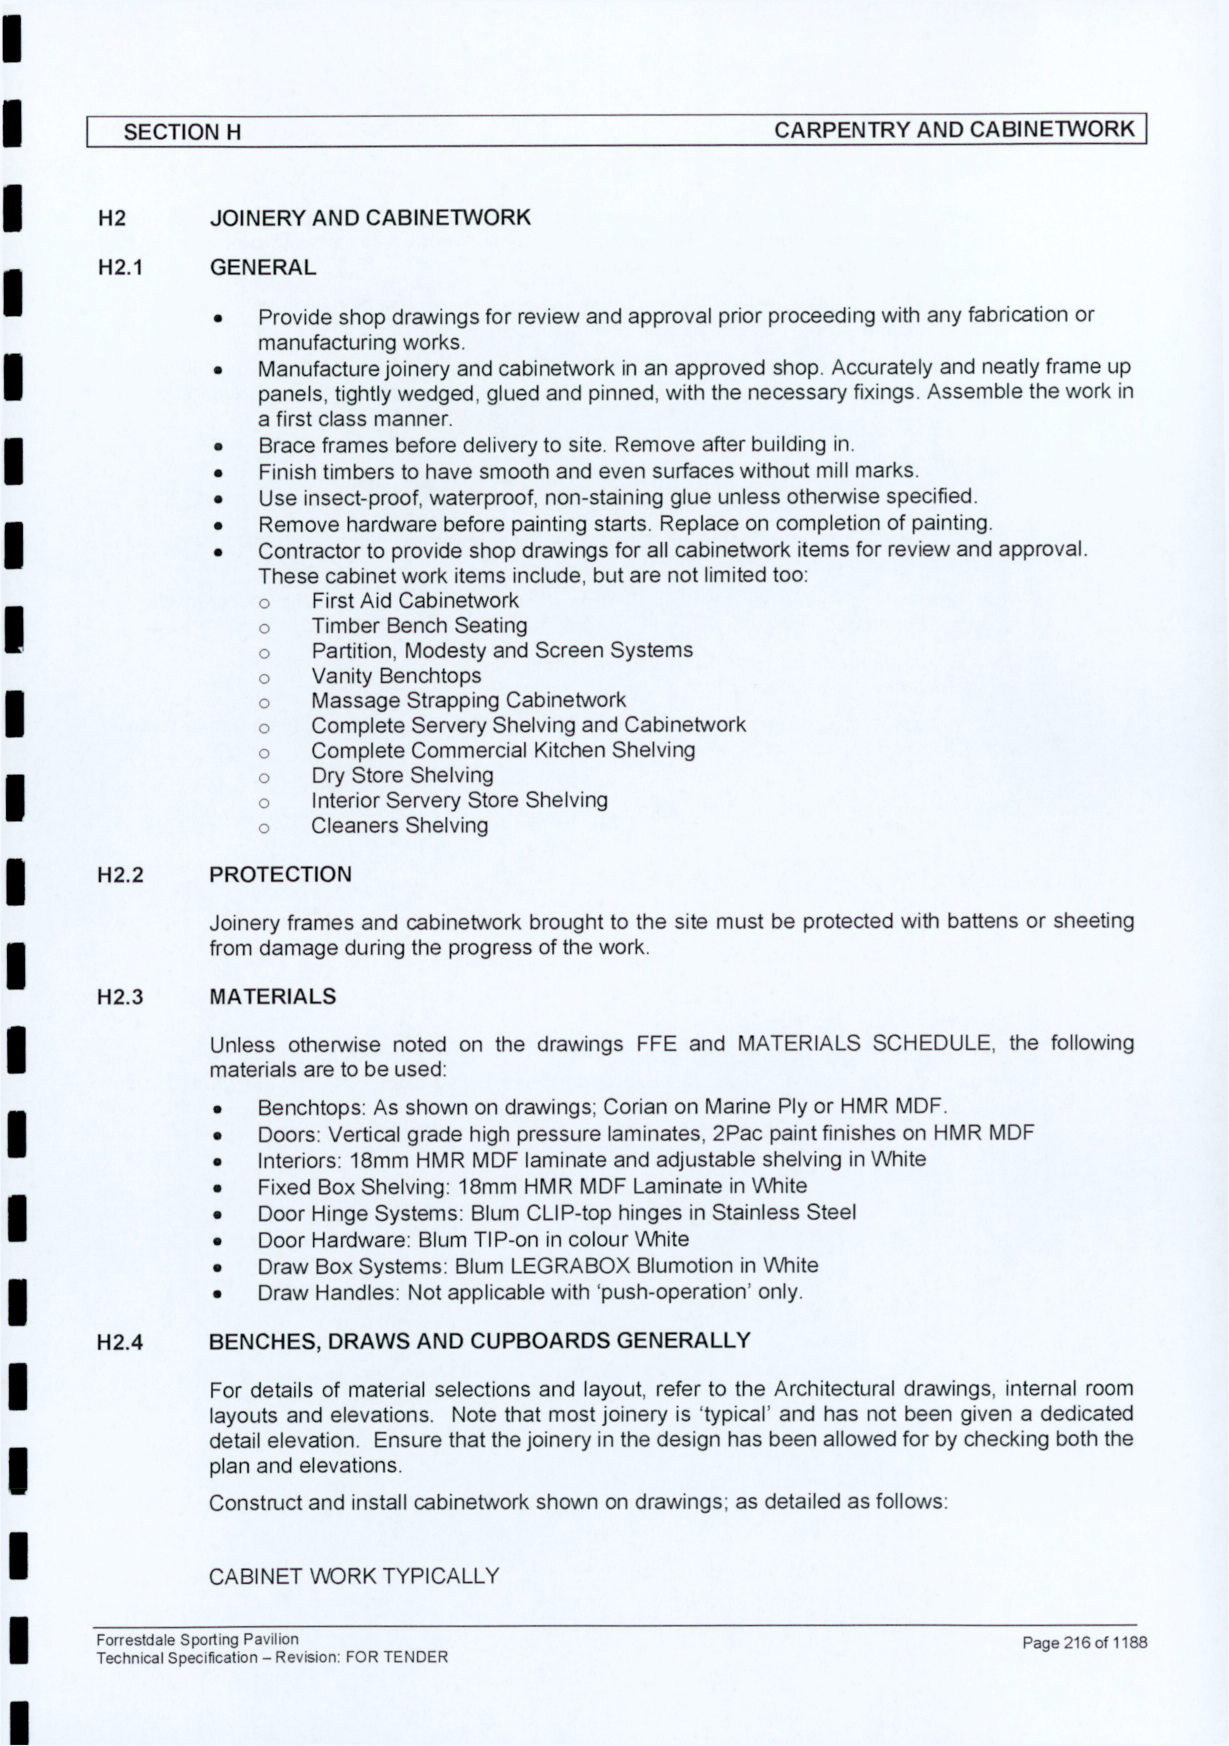 SECTION H CARPENTRY AND CABINETWORK
H2 JOINERY AND CABINETWORK
H2.1 GENERAL
• Provide shop drawings for review and approval prior proceeding with any fabrication or
manufacturing works.
• Manufacture joinery and cabinetwork in an approved shop. Accurately and neatly frame up
panels, tightly wedged, glued and pinned, with the necessary fixings. Assemble the work in
a first class manner.
• Brace frames before delivery to site. Remove after building in.
• Finish timbers to have smooth and even surfaces without mill marks.
• Use insect-proof, waterproof, non-staining glue unless otherwise specified.
• Remove hardware before painting starts. Replace on completion of painting.
• Contractor to provide shop drawings for all cabinetwork items for review and approval.
These cabinet work items include, but are not limited too:
o First Aid Cabinetwork
o Timber Bench Seating
o Partition, Modesty and Screen Systems
o Vanity Benchtops
o Massage Strapping Cabinetwork
o Complete Servery Shelving and Cabinetwork
o Complete Commercial Kitchen Shelving
o Dry Store Shelving
o Interior Servery Store Shelving
o Cleaners Shelving
H2.2 PROTECTION
Joinery frames and cabinetwork brought to the site must be protected with battens or sheeting
from damage during the progress of the work.
H2.3 MATERIALS
Unless otherwise noted on the drawings FFE and MATERIALS SCHEDULE, the following
materials are to be used:
• Benchtops: As shown on drawings; Corian on Marine Ply or HMR MDF.
• Doors: Vertical grade high pressure laminates, 2Pac paint finishes on HMR MDF
• Interiors: 18mm HMR MDF laminate and adjustable shelving in White
• Fixed Box Shelving: 18mm HMR MDF Laminate in White
• Door Hinge Systems: Blum CLIP-top hinges in Stainless Steel
• Door Hardware: Blum TIP-on in colour White
• Draw Box Systems: Blum LEGRABOX Blumotion in White
• Draw Handles: Not applicable with ‘push-operation’ only.
H2.4 BENCHES, DRAWS AND CUPBOARDS GENERALLY
For details of material selections and layout, refer to the Architectural drawings, internal room
layouts and elevations. Note that most joinery is ‘typical’ and has not been given a dedicated
detail elevation. Ensure that the joinery in the design has been allowed for by checking both the
plan and elevations.
Construct and install cabinetwork shown on drawings; as detailed as follows:
CABINET WORK TYPICALLY
Forrestdale Sporting Pavilion Page 216 of 1188
Technical Specification – Revision: FOR TENDER